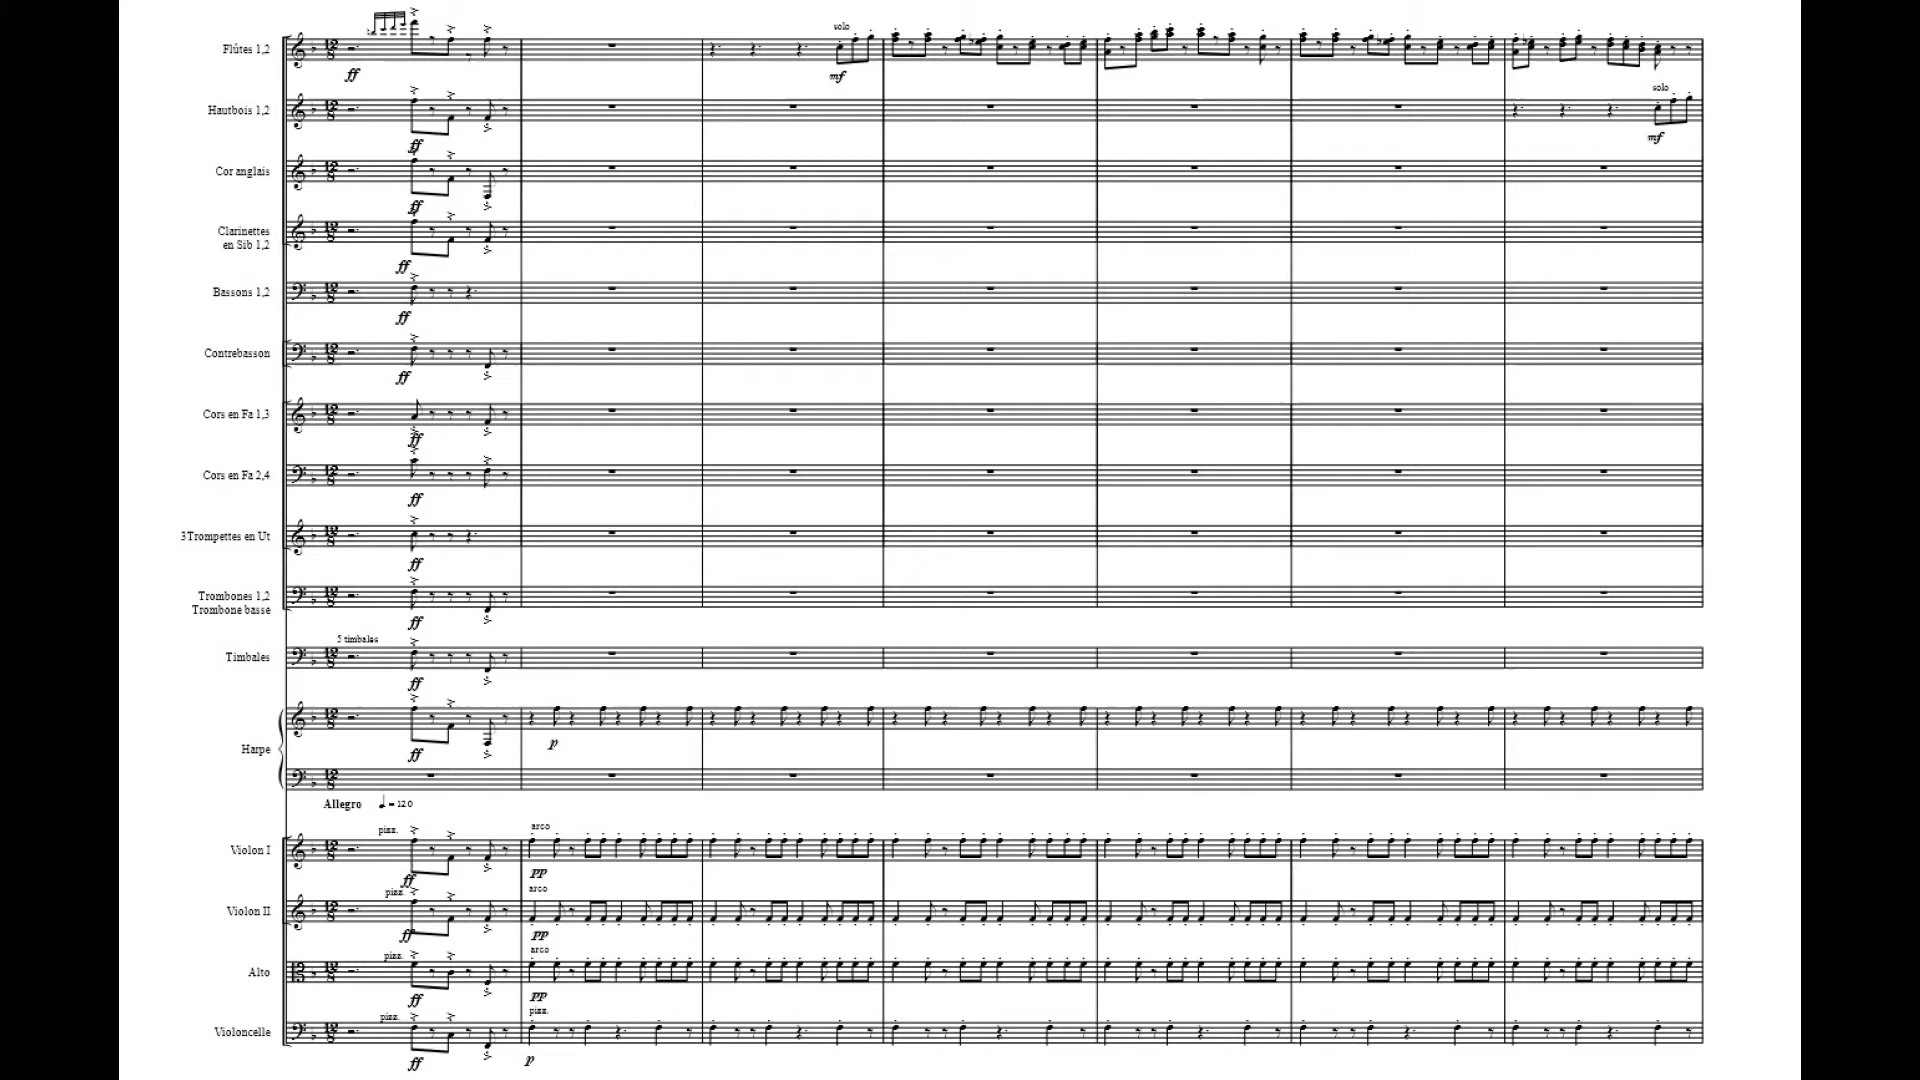 solo
Flûtes 1,2
ff
mf
solo
Hautbois 1,2
mf
ff
Cor anglais
ff
Clarinettes
en Sib 1,2
ff
Bassons 1,2
ff
Contrebasson
ff
Cors en Fa 1,3
ff
Cors en Fa 2,4
ff
3Trompettes en Ut
ff
Trombones 1,2
Trombone basse
ff
5 timbales
Timbales
ff
p
Harpe
ff
Allegro ♩ = 120
pizz. arco
Violon I
ff pp
pizz. arco
Violon II
ff pp
pizz. arco
Alto
ff pp
pizz. pizz.
Violoncelle
ff p